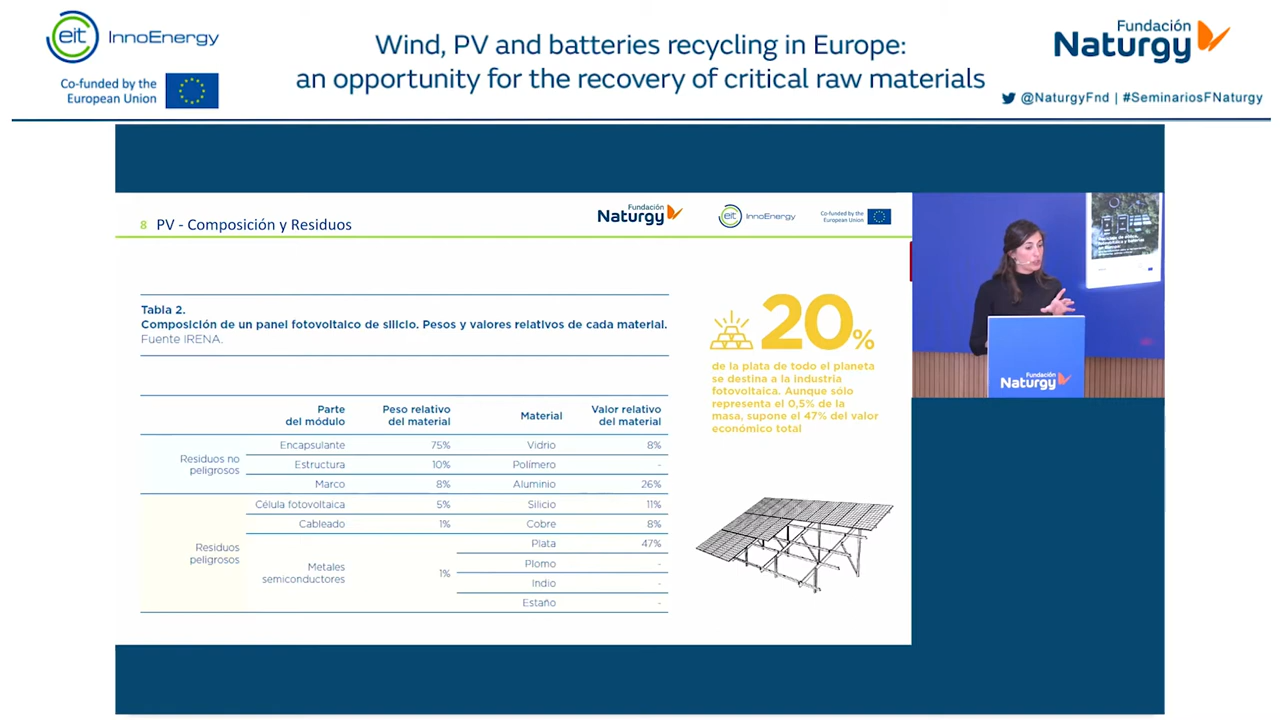 eit InnoEnergy
Co-funded by the
European Union
Wind, PV and batteries recycling in Europe:
an opportunity for the recovery of critical raw materials
Fundación
Naturgy
@NaturgyFnd | #SeminariosFNaturgy
8 PV - Composición y Residuos
Fundación
Naturgy
eit InnoEnergy
Co-funded by the
European Union
Tabla 2.
Composición de un panel fotovoltaico de silicio. Pesos y valores relativos de cada material.
Fuente IRENA.
Parte del módulo Peso relativo del material Material Valor relativo del material
Residuos no peligrosos
Encapsulante 75% Vidrio 8%
Estructura 10% Polímero -
Marco 8% Aluminio 26%
Residuos peligrosos
Célula fotovoltaica 5% Silicio 11%
Cableado 1% Cobre 8%
Metales semiconductores 1%
Plata 47%
Plomo -
Indio -
Estaño -
20%
de la plata de todo el planeta
se destina a la industria
fotovoltaica. Aunque sólo
representa el 0,5% de la
masa, supone el 47% del valor
económico total
Fundación
Naturgy